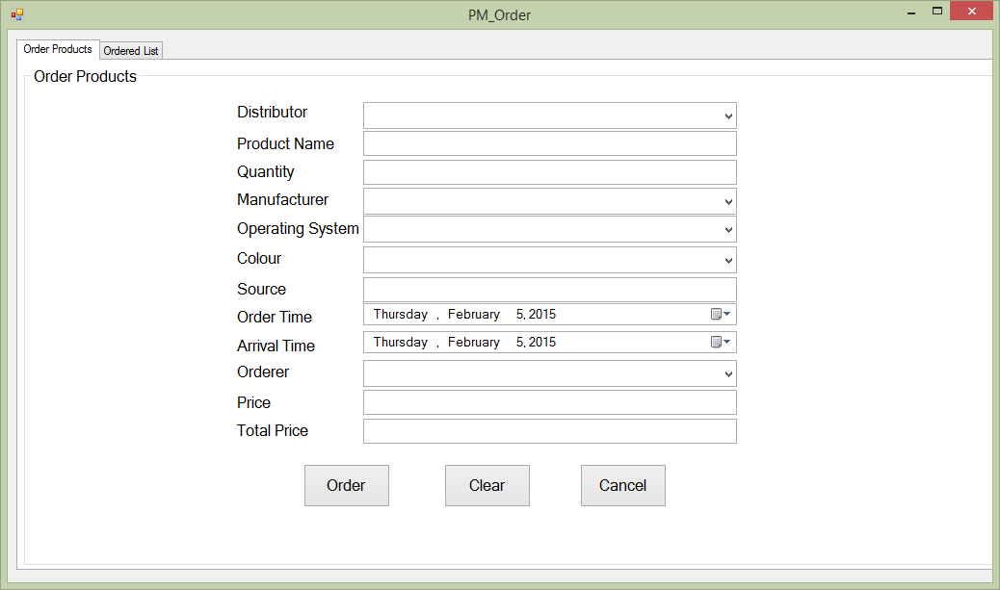 PM_Order
Order Products Ordered List
Order Products
Distributor
Product Name
Quantity
Manufacturer
Operating System
Colour
Source
Order Time Thursday , February 5, 2015
Arrival Time Thursday , February 5, 2015
Orderer
Price
Total Price
Order Clear Cancel